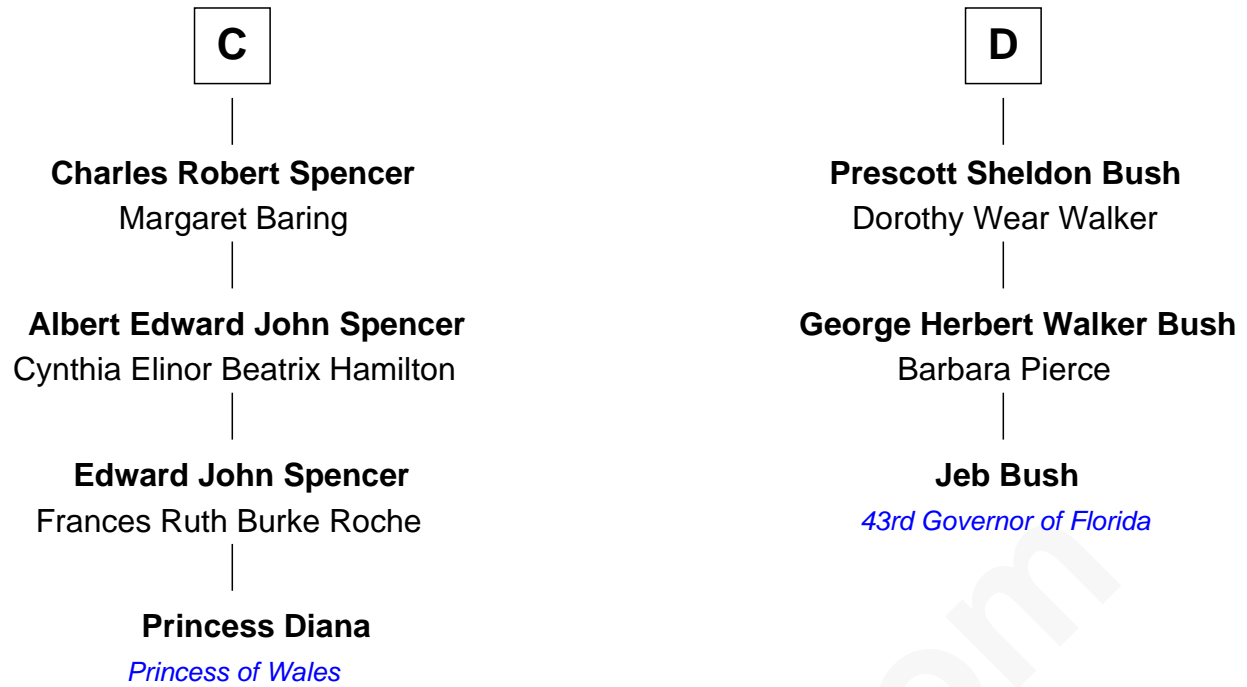 C
Charles Robert Spencer
Margaret Baring
Albert Edward John Spencer
Cynthia Elinor Beatrix Hamilton
Edward John Spencer
Frances Ruth Burke Roche
Princess Diana
Princess of Wales
D
Prescott Sheldon Bush
Dorothy Wear Walker
George Herbert Walker Bush
Barbara Pierce
Jeb Bush
43rd Governor of Florida
om